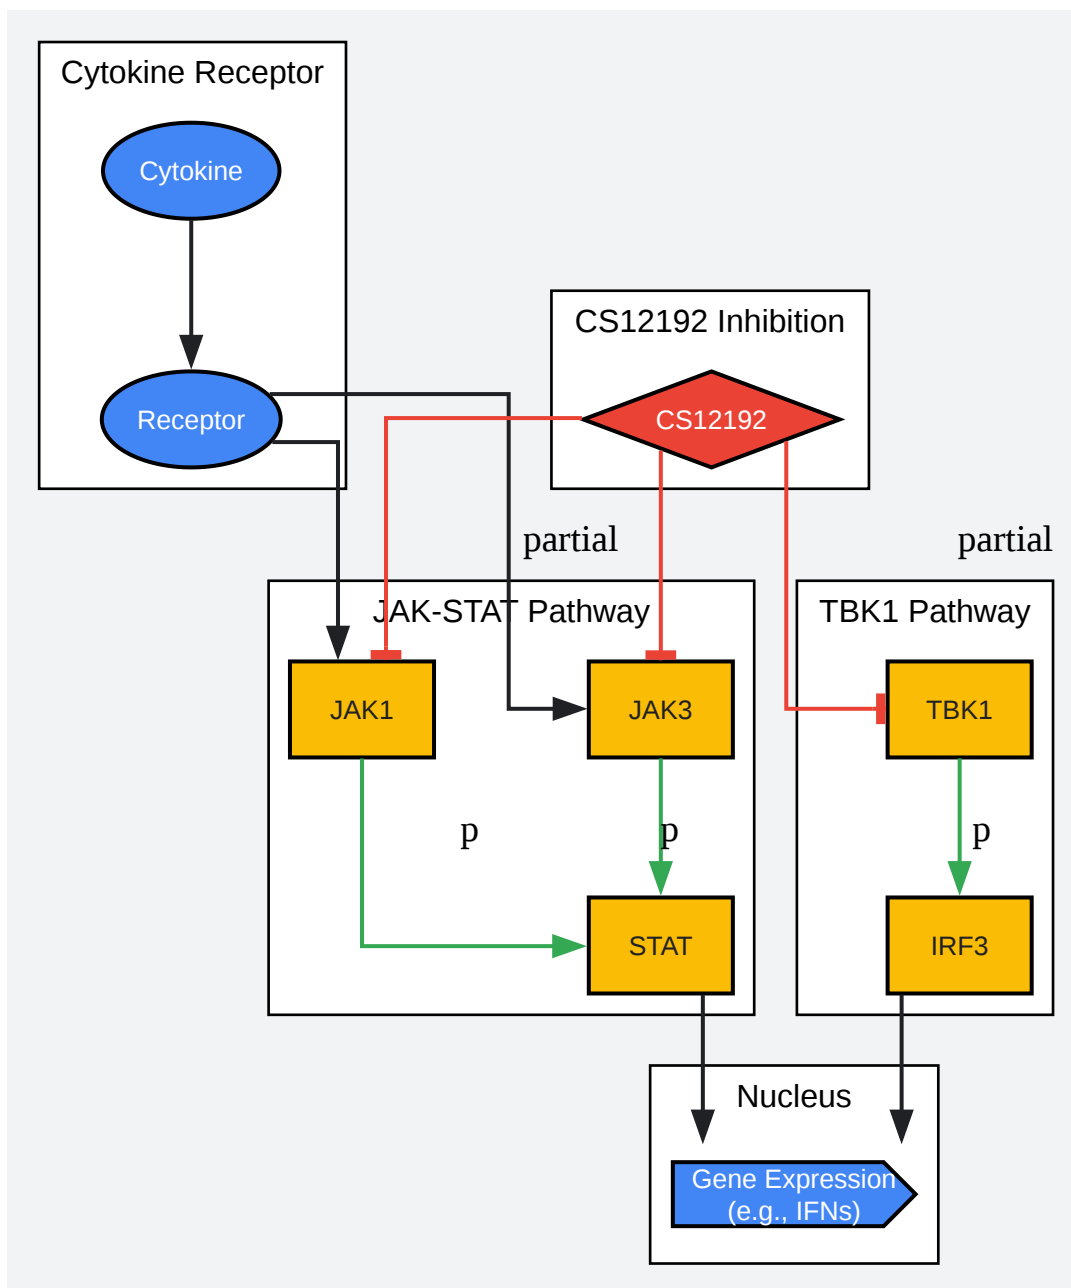 Cytokine Receptor
Cytokine
Receptor
CS12192 Inhibition
CS12192
partial
partial
JAK-STAT Pathway
JAK1
JAK3
p
p
STAT
TBK1 Pathway
TBK1
p
IRF3
Nucleus
Gene Expression
(e.g., IFNs)